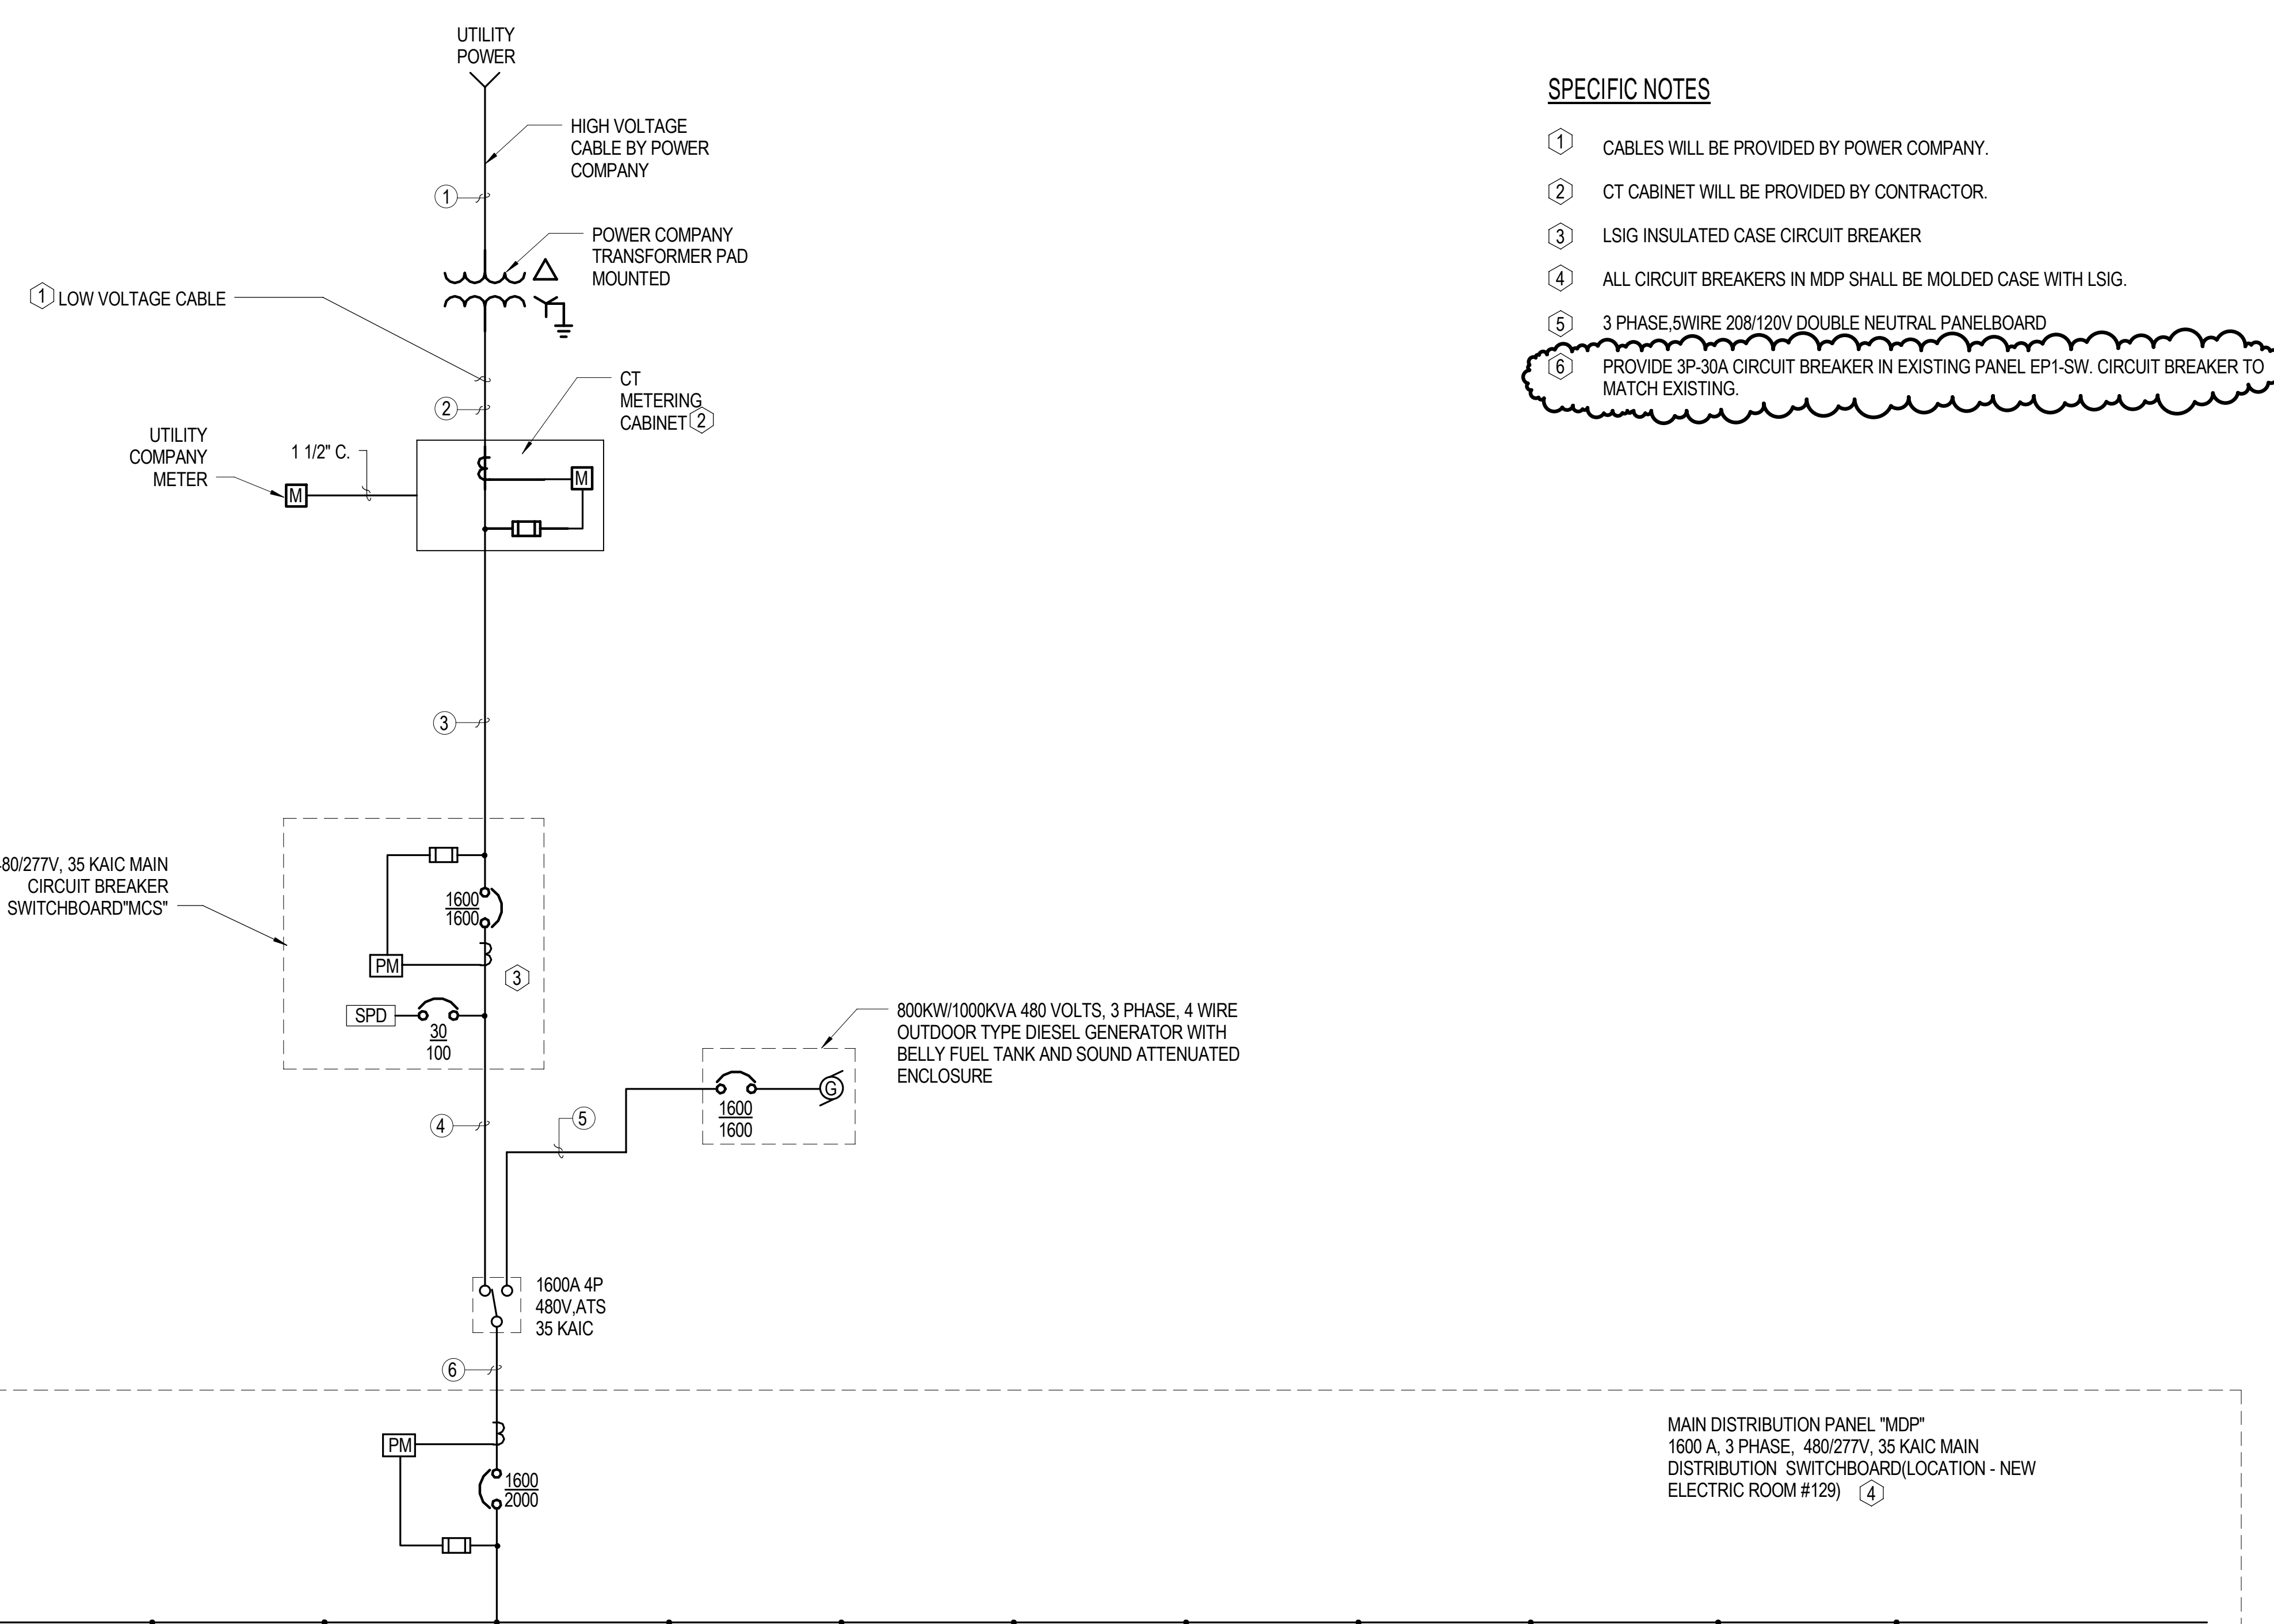 UTILITY
POWER
HIGH VOLTAGE
CABLE BY POWER
COMPANY
1
POWER COMPANY
TRANSFORMER PAD
MOUNTED
1 LOW VOLTAGE CABLE
CT
METERING
CABINET 2
2
UTILITY
COMPANY
METER
1 1/2" C.
M
M
3
80/277V, 35 KAIC MAIN
CIRCUIT BREAKER
SWITCHBOARD"MCS"
1600
1600
PM
3
SPD
30
100
800KW/1000KVA 480 VOLTS, 3 PHASE, 4 WIRE
OUTDOOR TYPE DIESEL GENERATOR WITH
BELLY FUEL TANK AND SOUND ATTENUATED
ENCLOSURE
G
1600
1600
4
5
1600A 4P
480V,ATS
35 KAIC
6
PM
1600
2000
MAIN DISTRIBUTION PANEL "MDP"
1600 A, 3 PHASE, 480/277V, 35 KAIC MAIN
DISTRIBUTION SWITCHBOARD(LOCATION - NEW
ELECTRIC ROOM #129) 4
SPECIFIC NOTES
1 CABLES WILL BE PROVIDED BY POWER COMPANY.
2 CT CABINET WILL BE PROVIDED BY CONTRACTOR.
3 LSIG INSULATED CASE CIRCUIT BREAKER
4 ALL CIRCUIT BREAKERS IN MDP SHALL BE MOLDED CASE WITH LSIG.
5 3 PHASE,5WIRE 208/120V DOUBLE NEUTRAL PANELBOARD
6 PROVIDE 3P-30A CIRCUIT BREAKER IN EXISTING PANEL EP1-SW. CIRCUIT BREAKER TO
MATCH EXISTING.